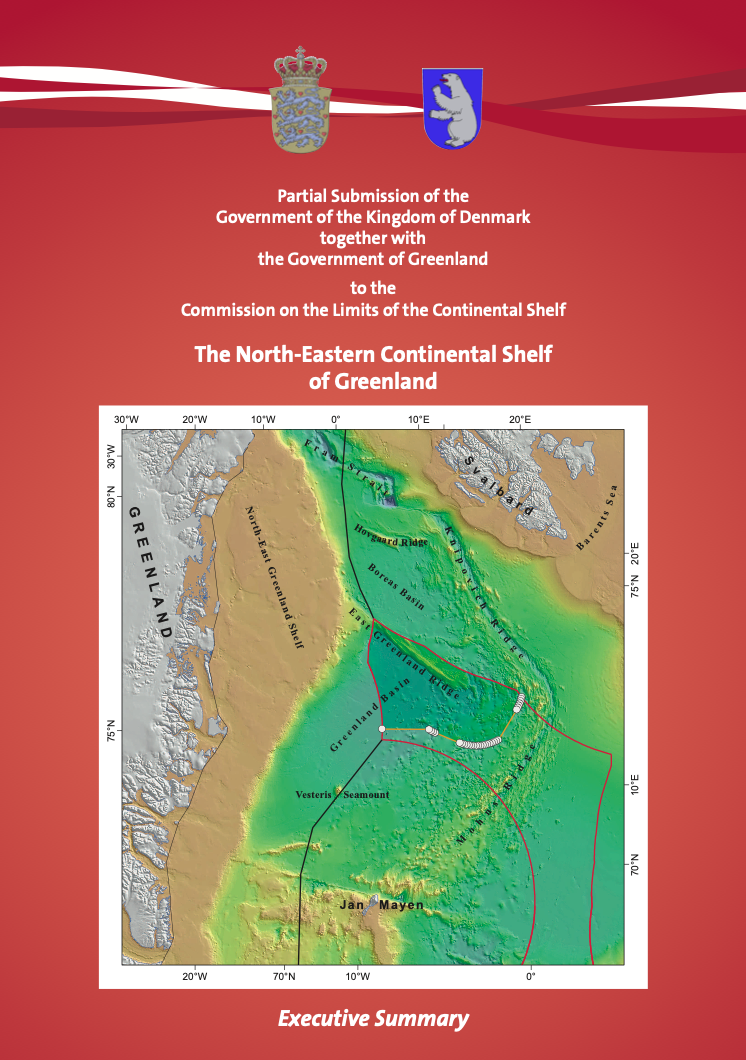 Partial Submission of the
Government of the Kingdom of Denmark
together with
the Government of Greenland
to the
Commission on the Limits of the Continental Shelf
The North-Eastern Continental Shelf
of Greenland
30°W 20°W 10°W 0° 10°E 20°E
30°W
80°N
75°N
GREENLAND
North-East Greenland Shelf
Fram Strait
Svalbard
Barents Sea
Hovgaard Ridge
Knipovich Ridge
Boreas Basin
East Greenland Ridge
Greenland Basin
Vesteris Seamount
Mohns Ridge
Jan Mayen
20°E
75°N
10°E
70°N
20°W 70°N 10°W 0°
Executive Summary